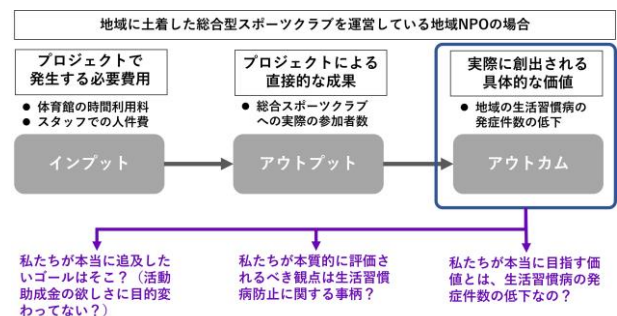 地域に土着した総合型スポーツクラブを運営している地域NPOの場合
プロジェクトで
発生する必要費用
● 体育館の時間利用料
● スタッフでの人件費
インプット
プロジェクトによる
直接的な成果
● 総合スポーツクラブ
への実際の参加者数
アウトプット
実際に創出される
具体的な価値
● 地域の生活習慣病の
発症件数の低下
アウトカム
私たちが本当に追及した
いゴールはそこ?(活動
助成金の欲しさに目的変
わってない?)
私たちが本質的に評価さ
れるべき観点は生活習慣
病防止に関する事柄?
私たちが本当に目指す価
値とは、生活習慣病の発
症件数の低下なの?